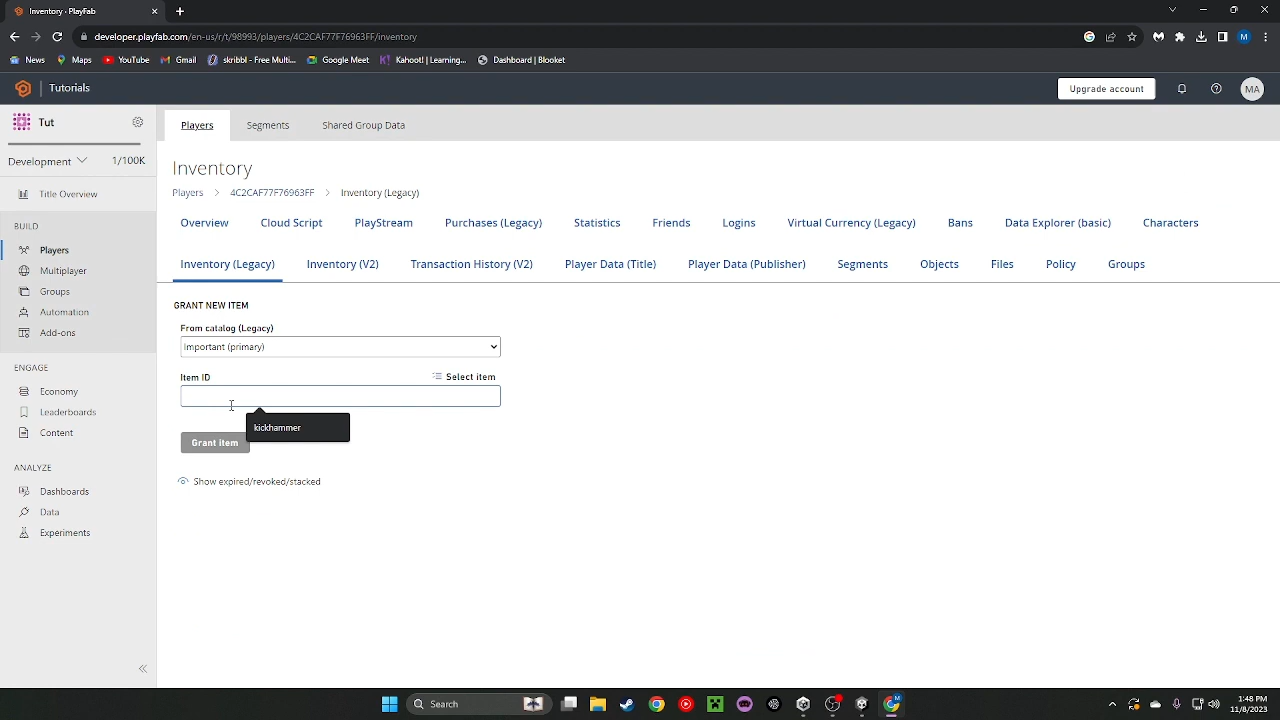 Inventory - PlayFab
developer.playfab.com/en-us/r/t/98993/players/4C2CAF77F76963FF/inventory
M
News
Maps
YouTube
Gmail
skribbl - Free Multi...
Google Meet
Kahoot! | Learning...
Dashboard | Blooket
Tutorials
Upgrade account
MA
Tut
Development
1/100K
Title Overview
BUILD
Players
Multiplayer
Groups
Automation
Add-ons
ENGAGE
Economy
Leaderboards
Content
ANALYZE
Dashboards
Data
Experiments
Players
Segments
Shared Group Data
Inventory
Players > 4C2CAF77F76963FF > Inventory (Legacy)
Overview
Cloud Script
PlayStream
Purchases (Legacy)
Statistics
Friends
Logins
Virtual Currency (Legacy)
Bans
Data Explorer (basic)
Characters
Inventory (Legacy)
Inventory (V2)
Transaction History (V2)
Player Data (Title)
Player Data (Publisher)
Segments
Objects
Files
Policy
Groups
GRANT NEW ITEM
From catalog (Legacy)
Important (primary)
Item ID
Select item
kickhammer
Grant item
Show expired/revoked/stacked
Search
M
1:48 PM
11/8/2023